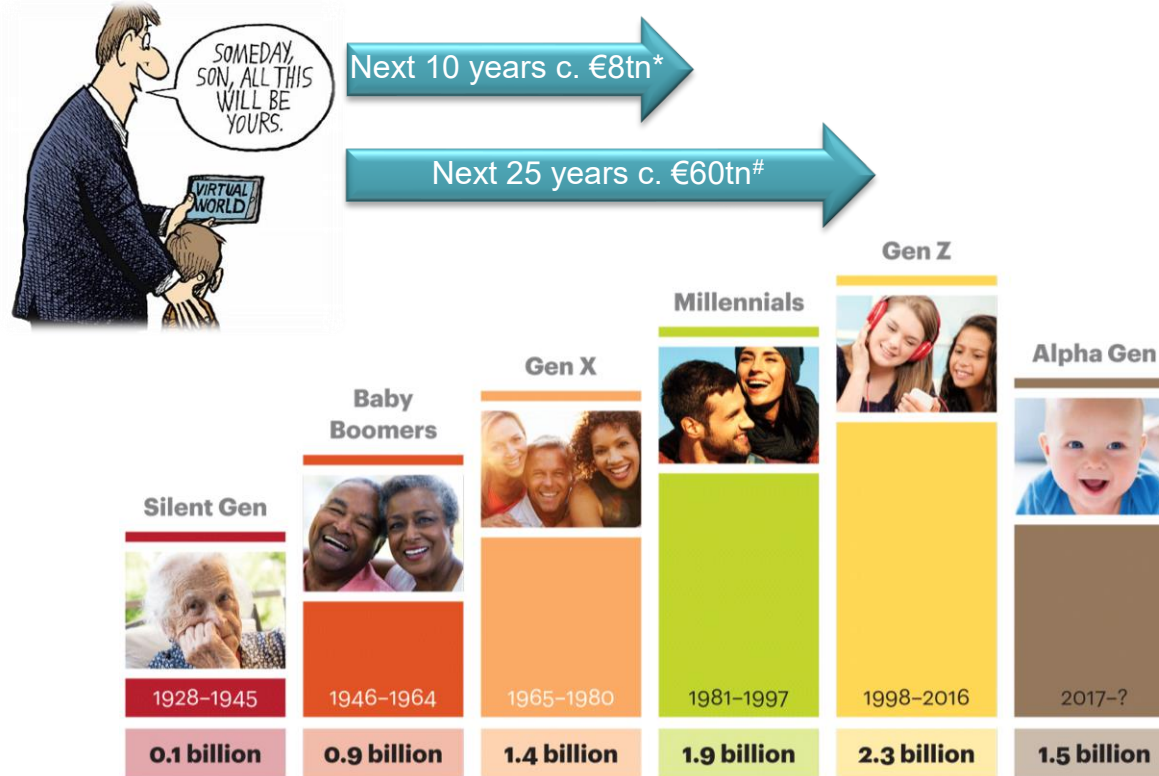 SOMEDAY,
SON, ALL THIS
WILL BE
YOURS.
VIRTUAL
WORLD
Next 10 years c. €8tn*
Next 25 years c. €60tn#
Silent Gen
1928–1945
0.1 billion
Baby
Boomers
1946–1964
0.9 billion
Gen X
1965–1980
1.4 billion
Millennials
1981–1997
1.9 billion
Gen Z
1998–2016
2.3 billion
Alpha Gen
2017–?
1.5 billion